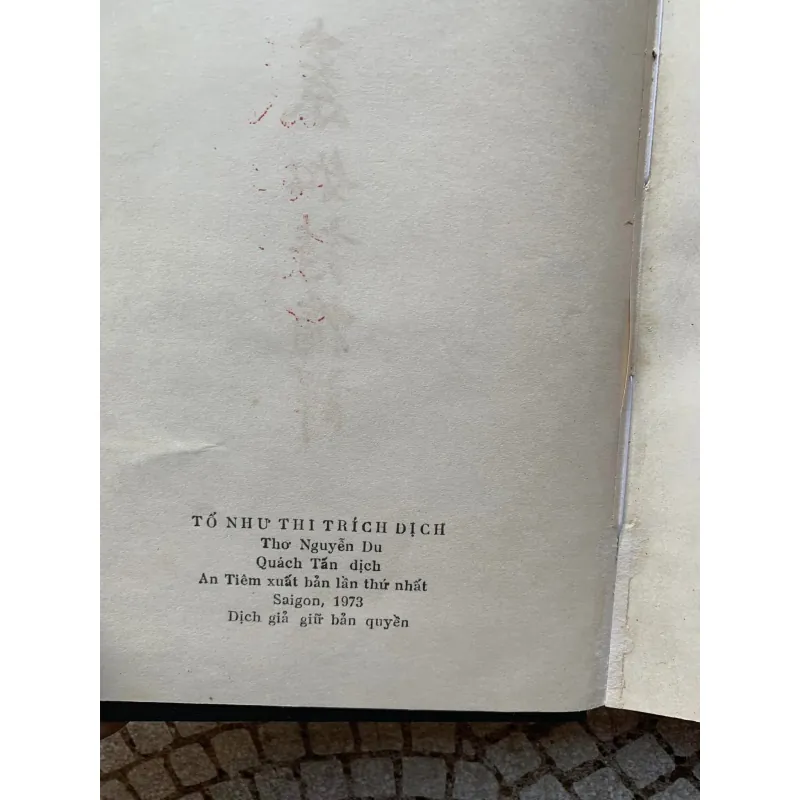 TỐ NHƯ THI TRÍCH DỊCH
Thơ Nguyễn Du
Quách Tấn dịch
An Tiêm xuất bản lần thứ nhất
Saigon, 1973
Dịch giả giữ bản quyền